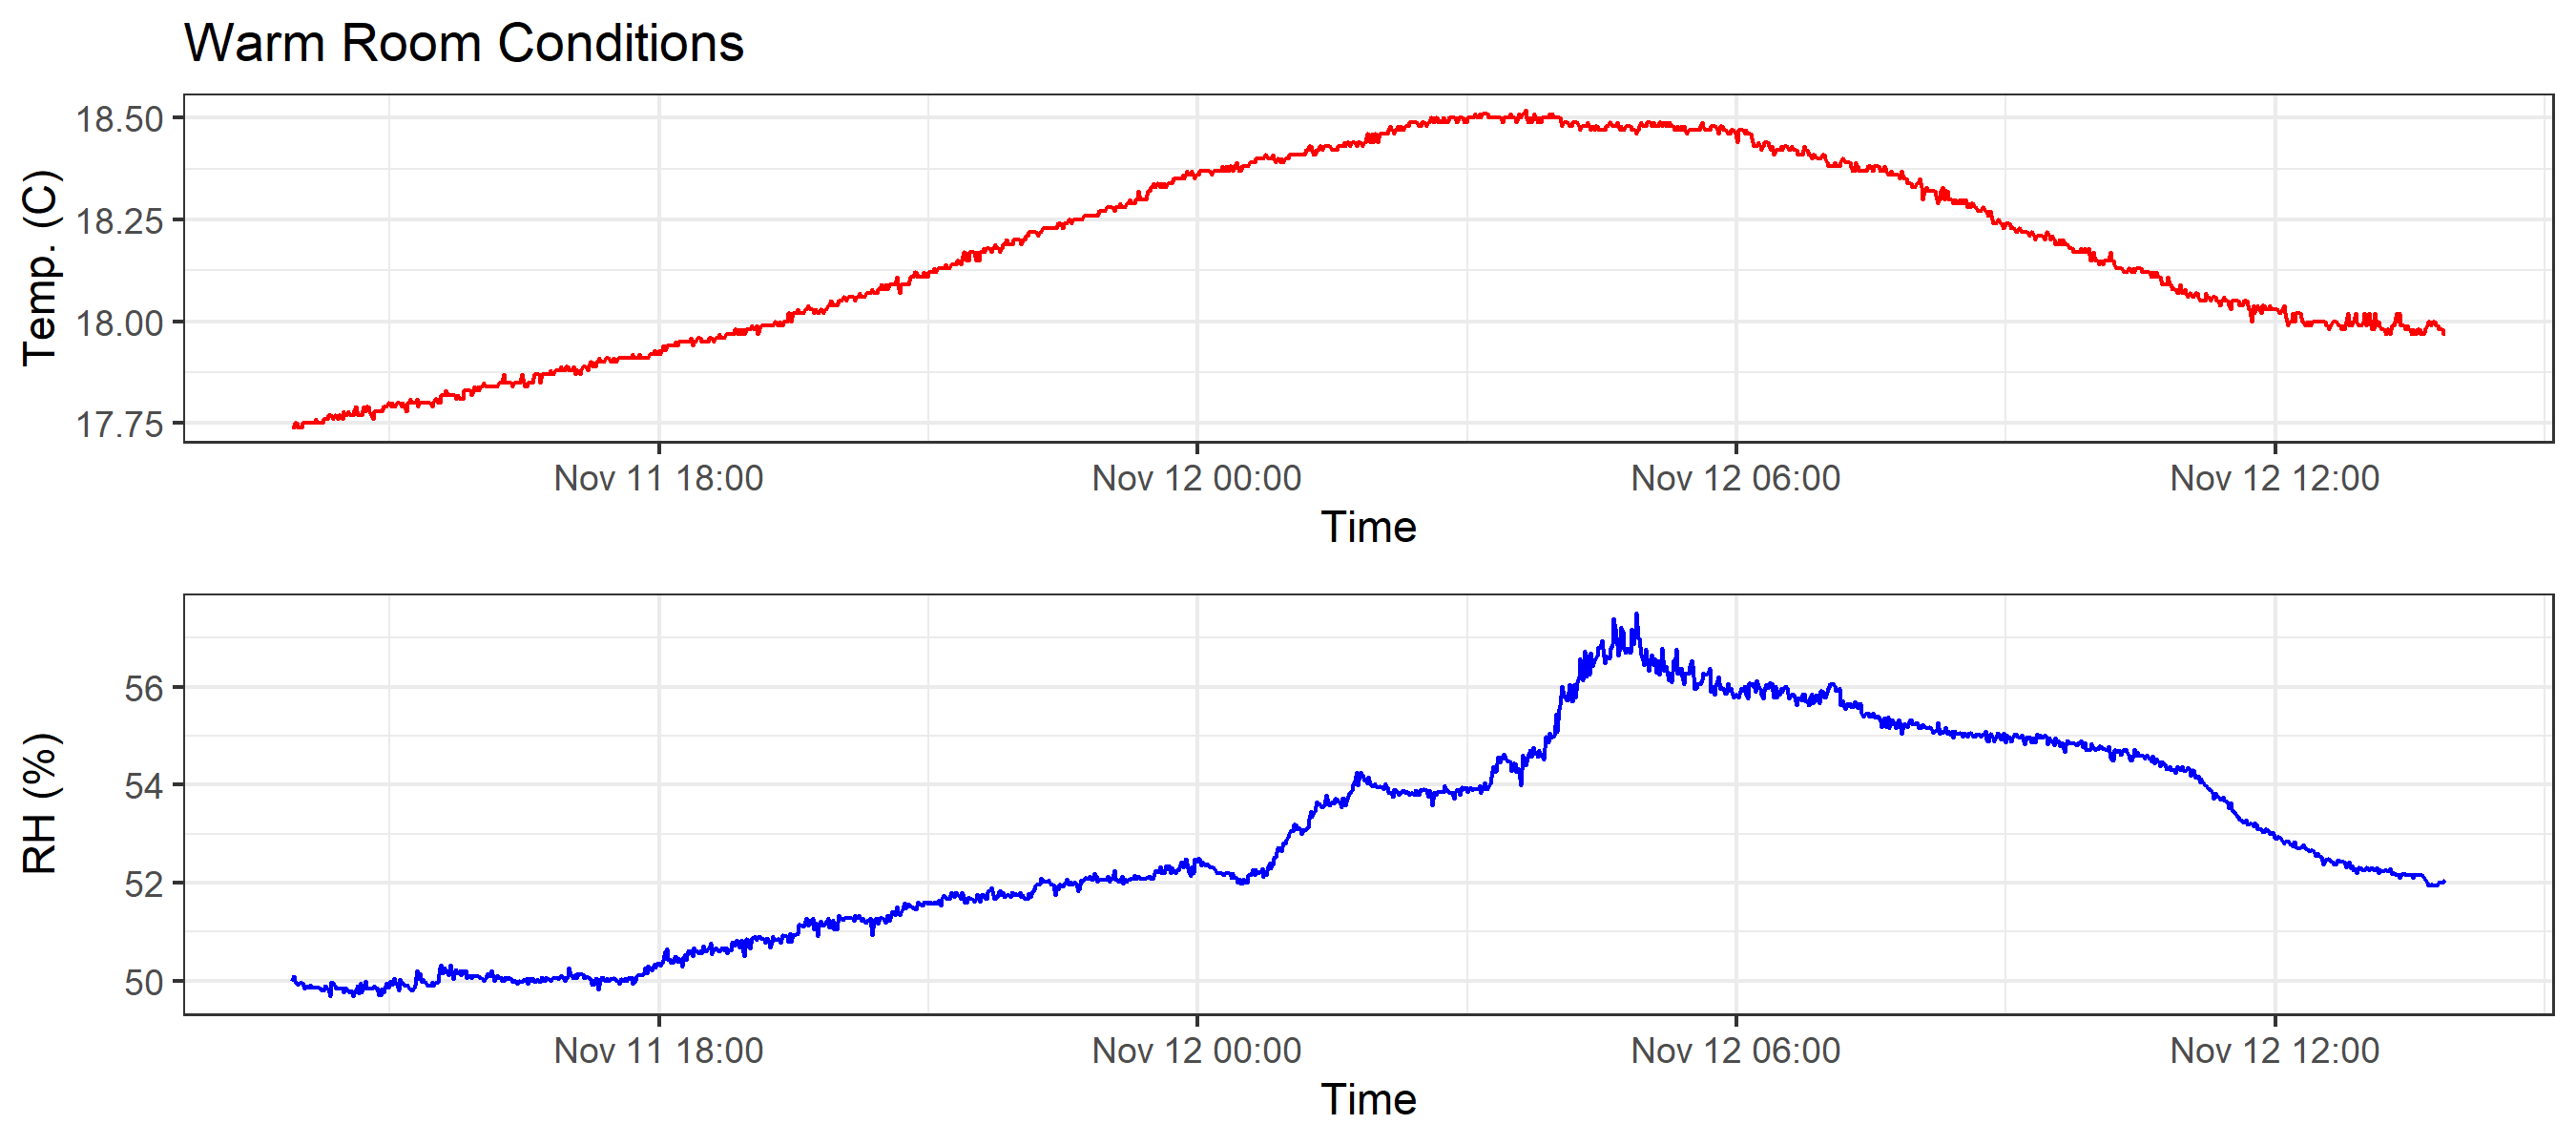 Warm Room Conditions
Temp. (C)
18.50
18.25
18.00
17.75
Nov 11 18:00 Nov 12 00:00 Nov 12 06:00 Nov 12 12:00
Time
RH (%)
56
54
52
50
Nov 11 18:00 Nov 12 00:00 Nov 12 06:00 Nov 12 12:00
Time